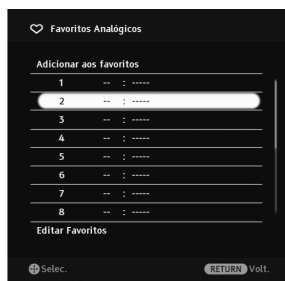 Favoritos Analógicos
Adicionar aos favoritos
1 -- : -----
2 -- : -----
3 -- : -----
4 -- : -----
5 -- : -----
6 -- : -----
7 -- : -----
8 -- : -----
Editar Favoritos
Selec. RETURN Volt.